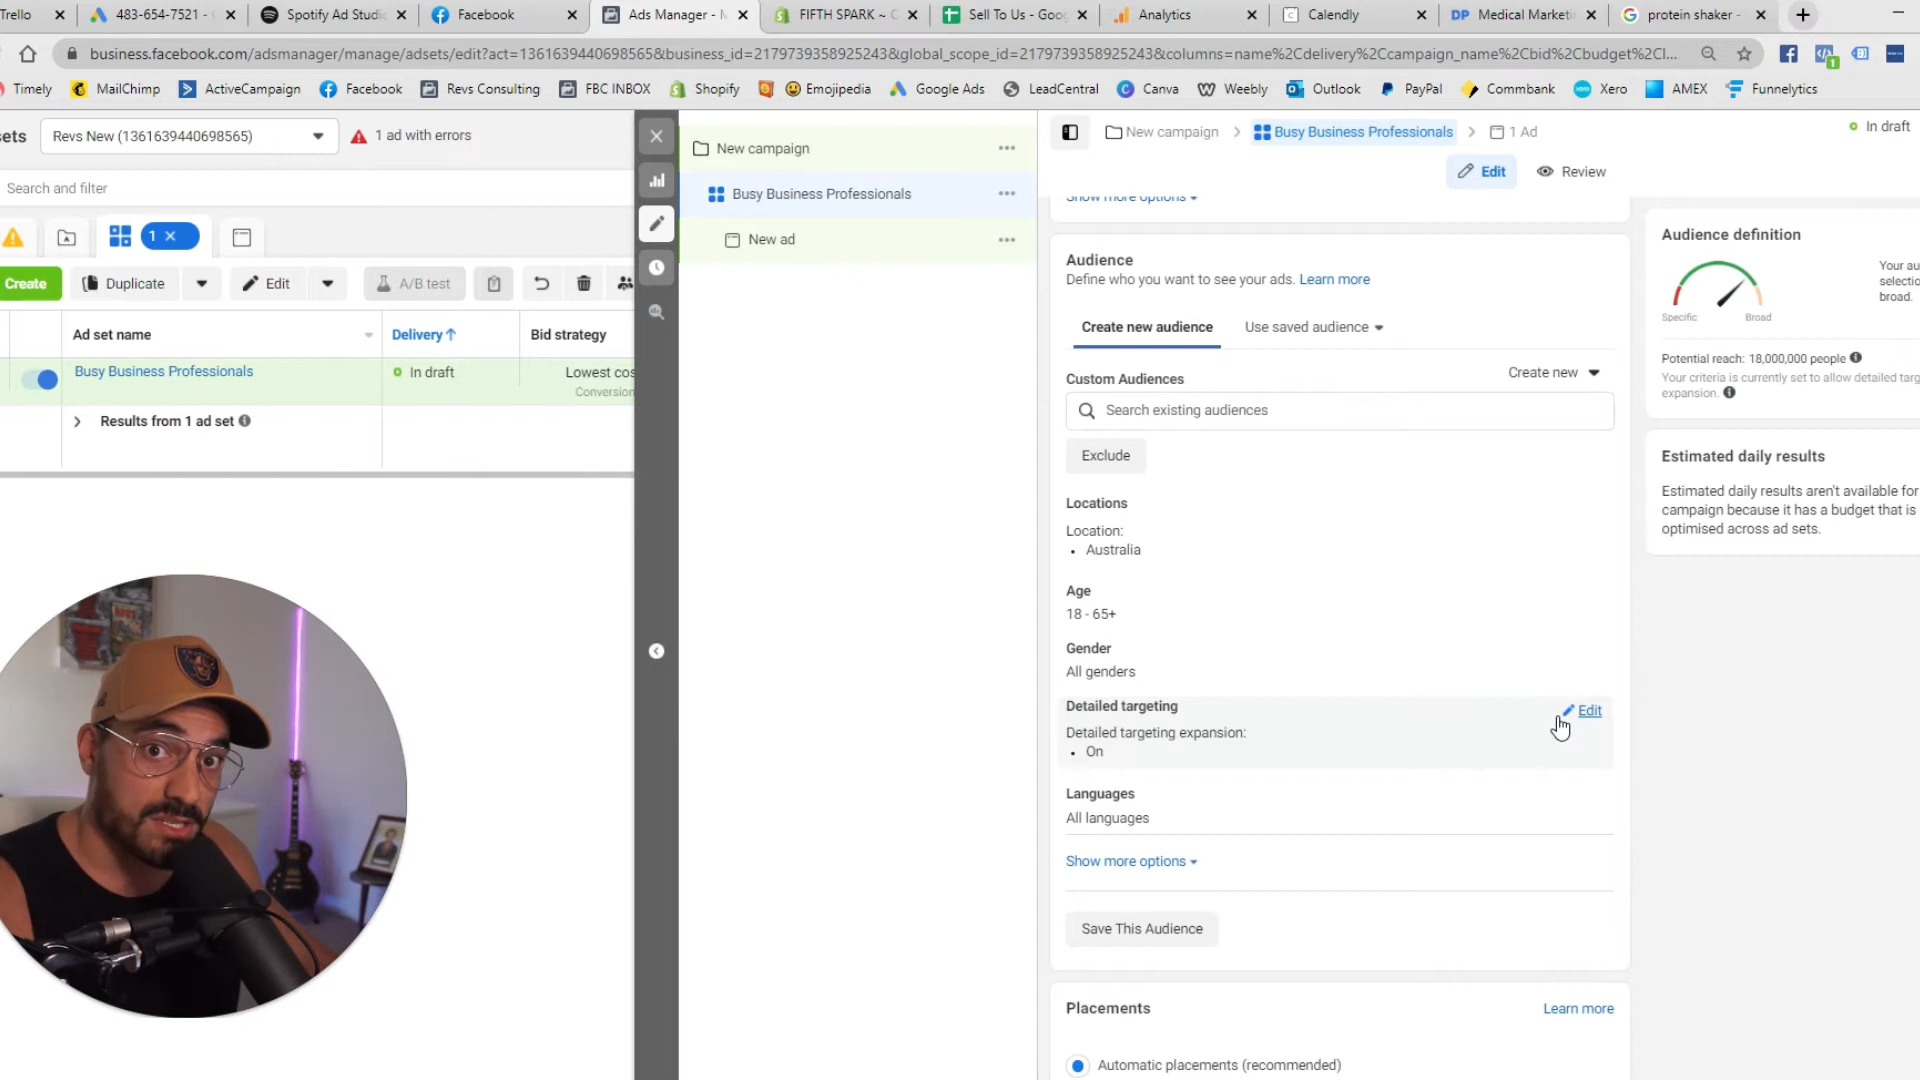 Trello
483-654-7521 -
Spotify Ad Studi
Facebook
Ads Manager -
FIFTH SPARK ~ C
Sell To Us - Goog
Analytics
Calendly
DP Medical Marketi
protein shaker -
business.facebook.com/adsmanager/manage/adsets/edit?act=1361639440698565&business_id=2179739358925243&global_scope_id=2179739358925243&columns=name%2Cdelivery%2Ccampaign_name%2Cbid%2Cbudget%2Cl...
Timely
MailChimp
ActiveCampaign
Facebook
Revs Consulting
FBC INBOX
Shopify
Emojipedia
Google Ads
LeadCentral
Canva
Weebly
Outlook
PayPal
Commbank
Xero
AMEX
Funnelytics
sets
Revs New (1361639440698565)
1 ad with errors
Search and filter
1
Create
Duplicate
Edit
A/B test
Ad set name
Delivery↑
Bid strategy
Busy Business Professionals
In draft
Lowest cos
Conversion
Results from 1 ad set
New campaign
Busy Business Professionals
New ad
New campaign
Busy Business Professionals
1 Ad
In draft
Edit
Review
Show more options
Audience
Define who you want to see your ads. Learn more
Create new audience
Use saved audience
Custom Audiences
Create new
Search existing audiences
Exclude
Locations
Location:
• Australia
Age
18 - 65+
Gender
All genders
Detailed targeting
Edit
Detailed targeting expansion:
• On
Languages
All languages
Show more options
Save This Audience
Placements
Learn more
Automatic placements (recommended)
Audience definition
Specific
Broad
Your au
selectio
broad.
Potential reach: 18,000,000 people
Your criteria is currently set to allow detailed targ
expansion.
Estimated daily results
Estimated daily results aren't available for
campaign because it has a budget that is
optimised across ad sets.